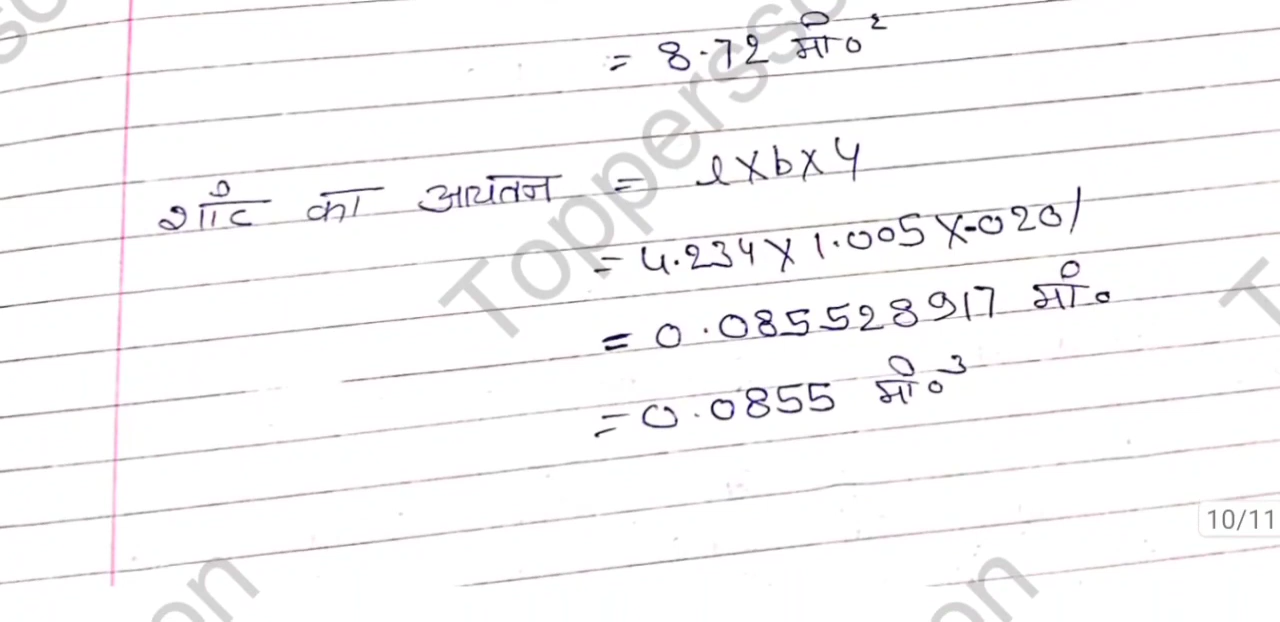 = 8.72 मी०²
शीट का आयतन = l×b×y
= 4.234×1.005×.0201
= 0.085528917 मी०
= 0.0855 मी०³
10/11